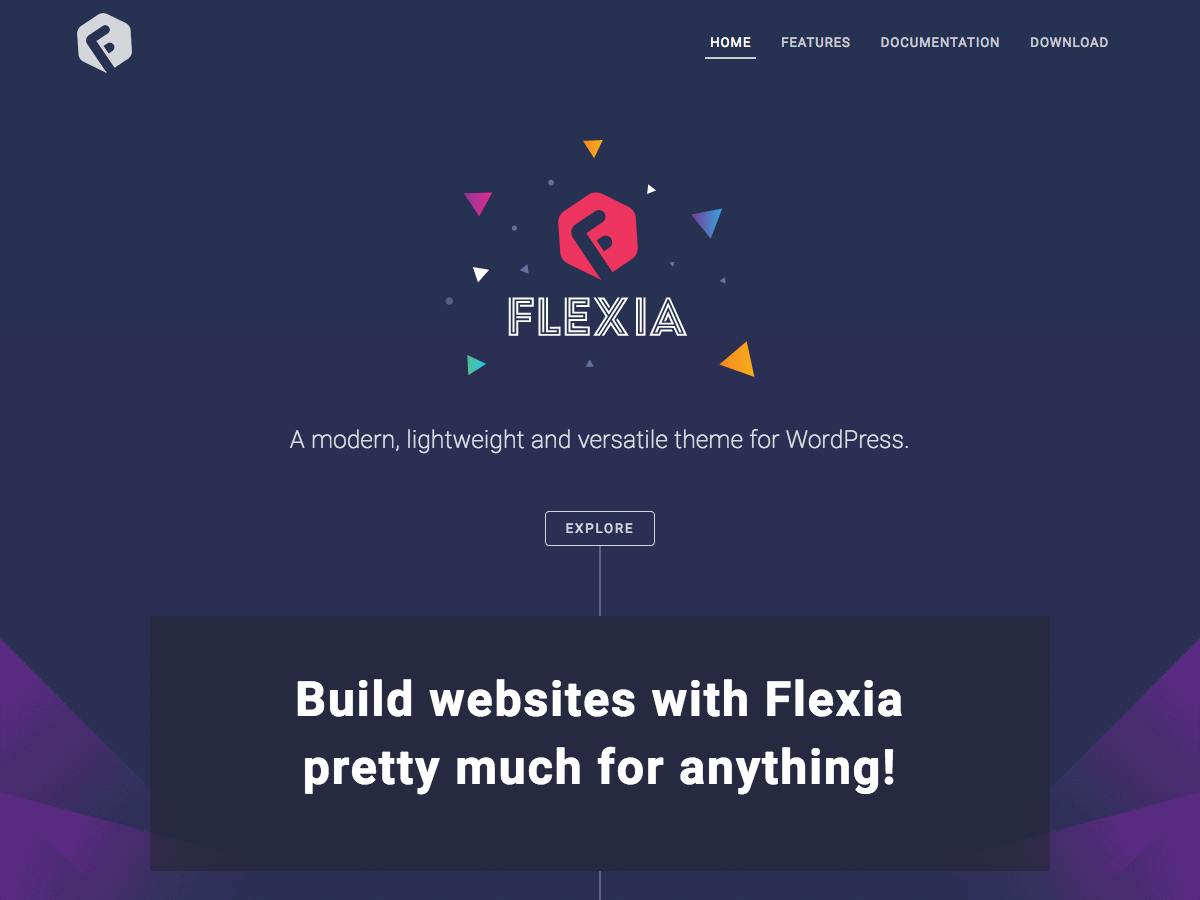 HOME FEATURES DOCUMENTATION DOWNLOAD
FLEXIA
A modern, lightweight and versatile theme for WordPress.
EXPLORE
Build websites with Flexia
pretty much for anything!